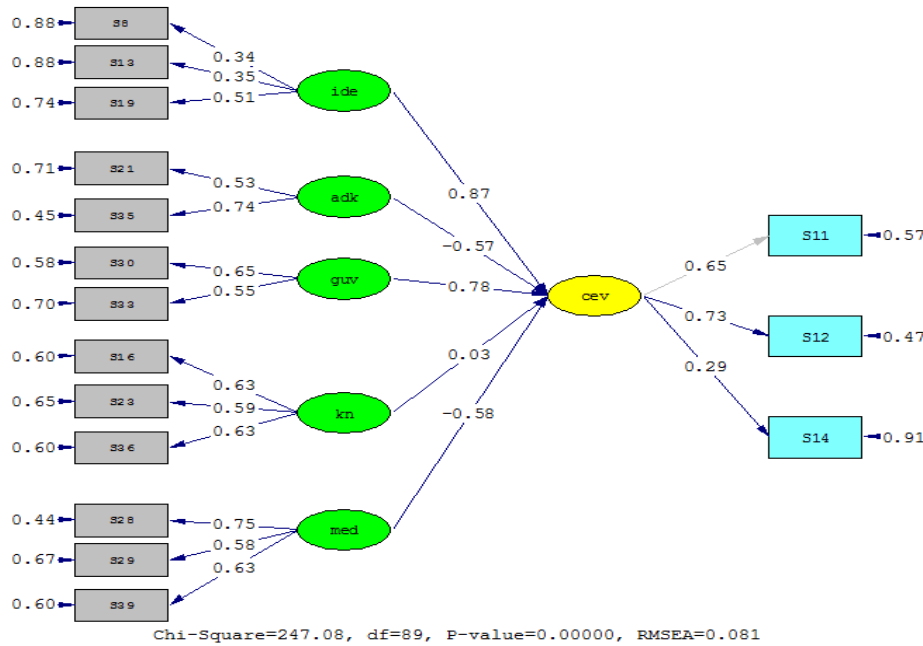 0.88 S8
0.34
0.88 S13
0.35
ide
0.74 S19
0.51
0.71 S21
0.53
adk
0.87
0.45 S35
0.74
-0.57
S11 0.57
0.58 S30
0.65
guv
0.78
0.65
cev
0.70 S33
0.55
0.73
S12 0.47
0.60 S16
0.63
0.03
0.29
0.65 S23
0.59
kn
-0.58
0.60 S36
0.63
S14 0.91
0.44 S28
0.75
med
0.67 S29
0.58
0.63
0.60 S39
Chi-Square=247.08, df=89, P-value=0.00000, RMSEA=0.081